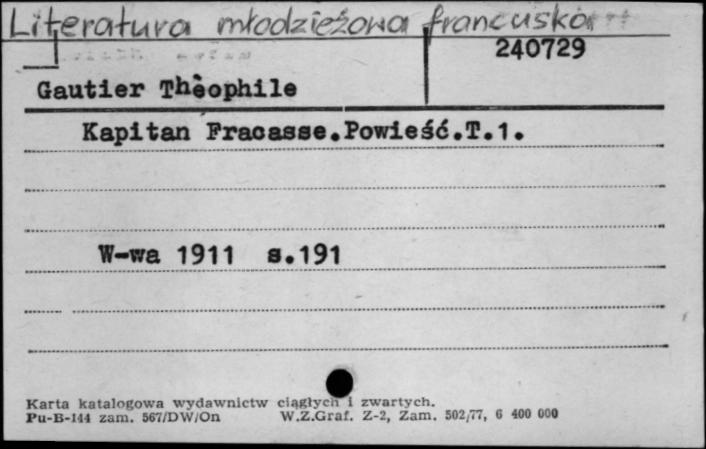 Literatura młodzieżowa francuska
240729
Gautier Thèophile
Kapitan Fracasse.Powieść.T.1.
W-wa 1911 s.191
Karta katalogowa wydawnictw ciągłych i zwartych.
Pu-B-144 zam. 567/DW/On W.Z.Graf. Z-2, Zam. 502/77, 6 400 000